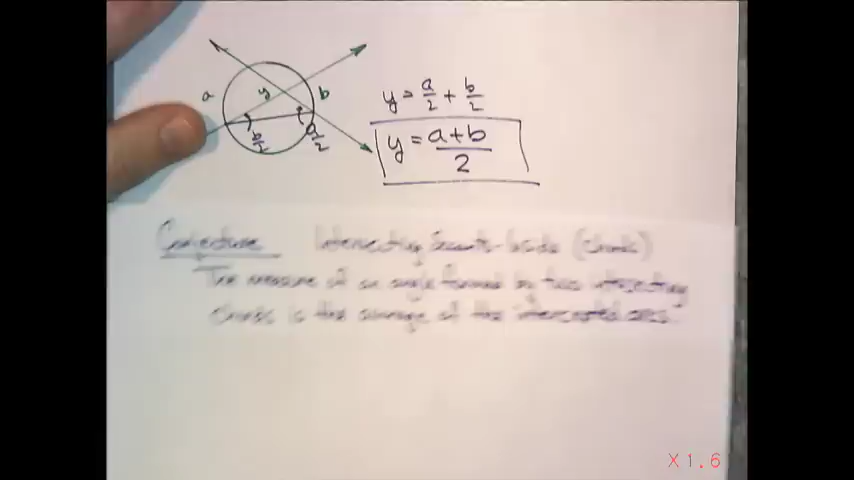 a
y
b
b/2
a/2
y = a/2 + b/2
y = a+b/2
Conjecture Intersecting Secants-Inside (chords)
The measure of an angle formed by two intersecting
chords is the average of the intercepted arcs.
X1.6